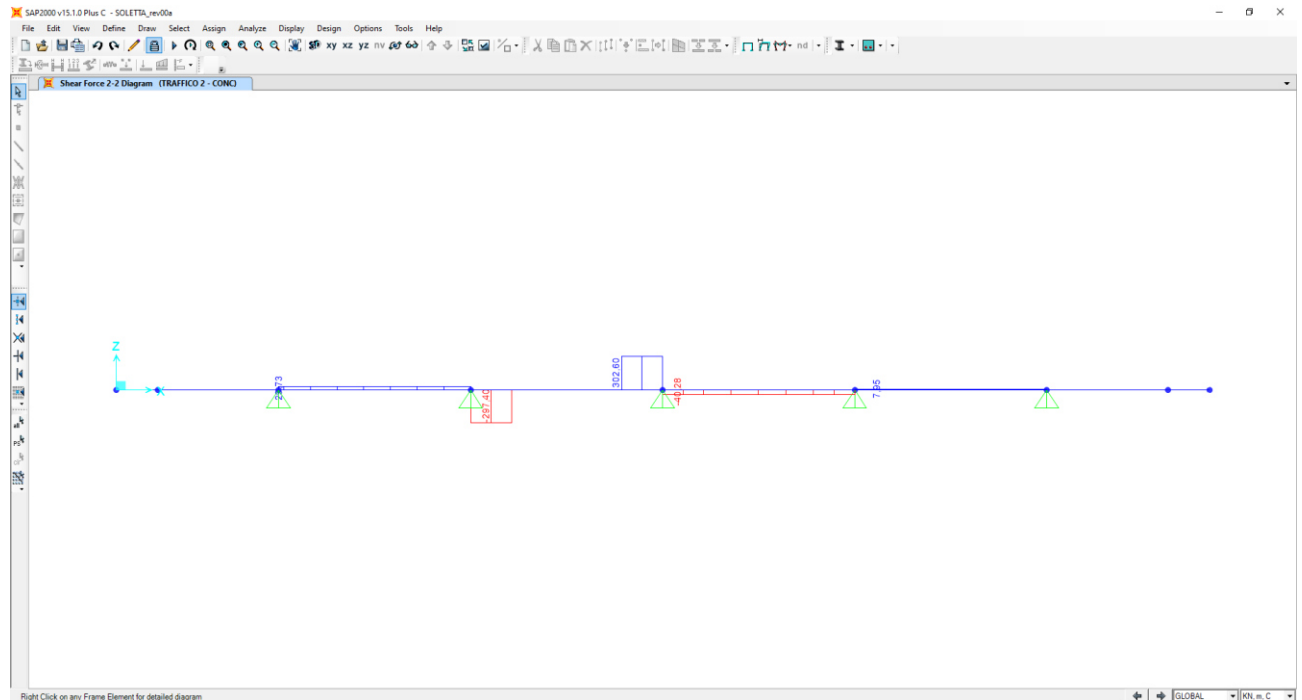 SAP2000 v15.1.0 Plus C - SOLETTA_rev00a
File Edit View Define Draw Select Assign Analyze Display Design Options Tools Help
xy xz yz nv nd
Shear Force 2-2 Diagram (TRAFFICO 2 - CONC)
Z
X
-297.40
302.60
-40.28
7.95
Right Click on any Frame Element for detailed diagram
GLOBAL
KN, m, C